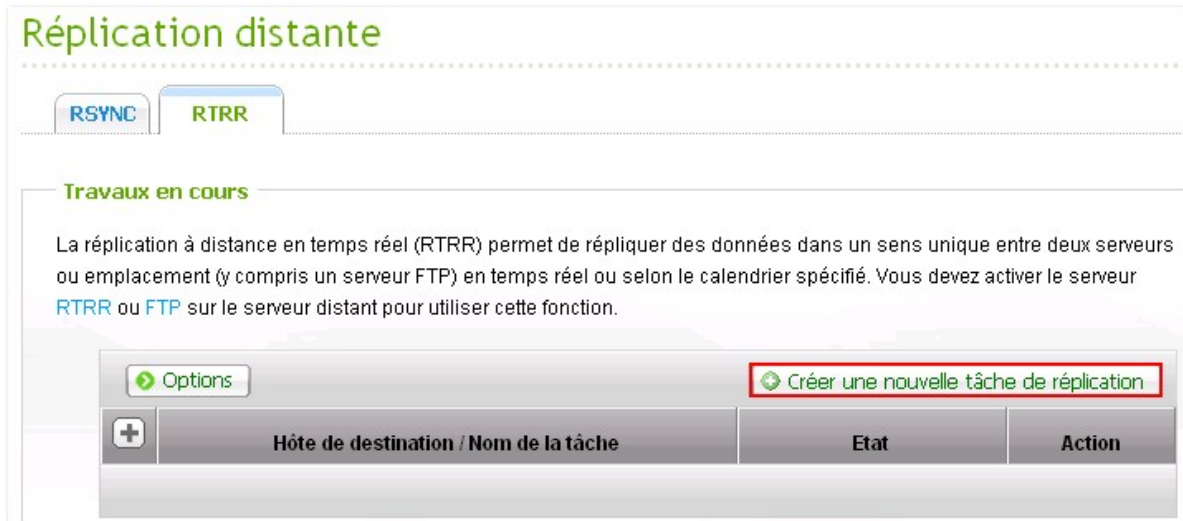 Réplication distante
RSYNC RTRR
Travaux en cours
La réplication à distance en temps réel (RTRR) permet de répliquer des données dans un sens unique entre deux serveurs
ou emplacement (y compris un serveur FTP) en temps réel ou selon le calendrier spécifié. Vous devez activer le serveur
RTRR ou FTP sur le serveur distant pour utiliser cette fonction.
Options Créer une nouvelle tâche de réplication
Hôte de destination / Nom de la tâche Etat Action